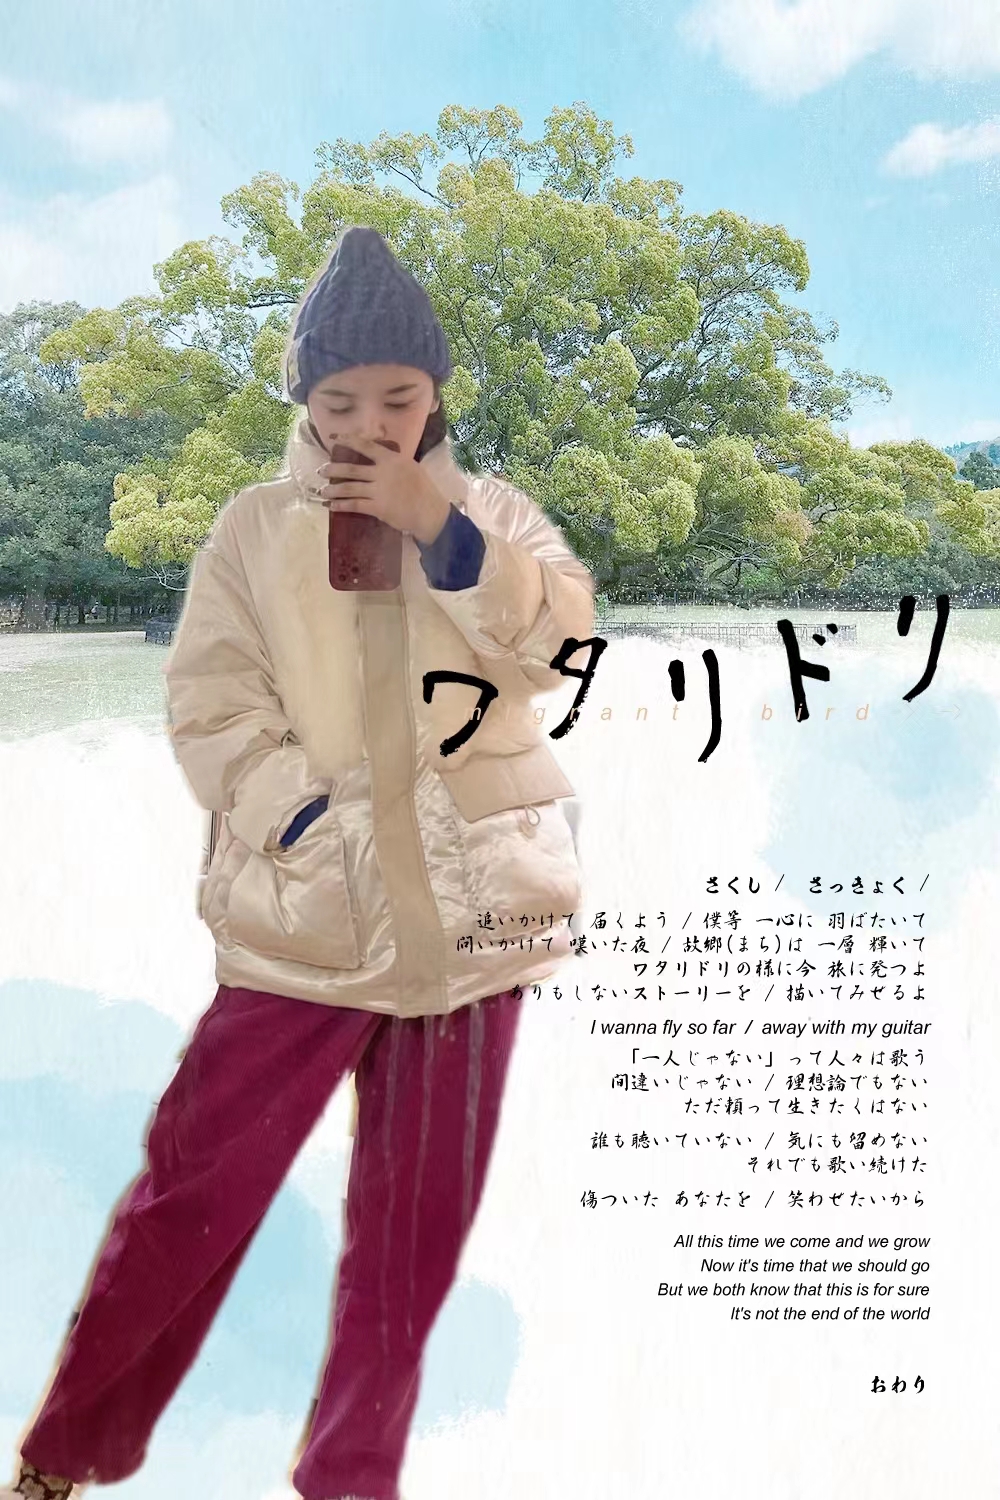 ワタリドリ
migrant bird →
さくし / さっきょく /
追いかけて 届くよう / 僕等 一心に 羽ばたいて
問いかけて 嘆いた夜 / 故郷(まち)は 一層 輝いて
ワタリドリの様に今 旅に発つよ
ありもしないストーリーを / 描いてみせるよ
I wanna fly so far / away with my guitar
「一人じゃない」って人々は歌う
間違いじゃない / 理想論でもない
ただ頼って生きたくはない
誰も聴いていない / 気にも留めない
それでも歌い続けた
傷ついた あなたを / 笑わせたいから
All this time we come and we grow
Now it's time that we should go
But we both know that this is for sure
It's not the end of the world
おわり